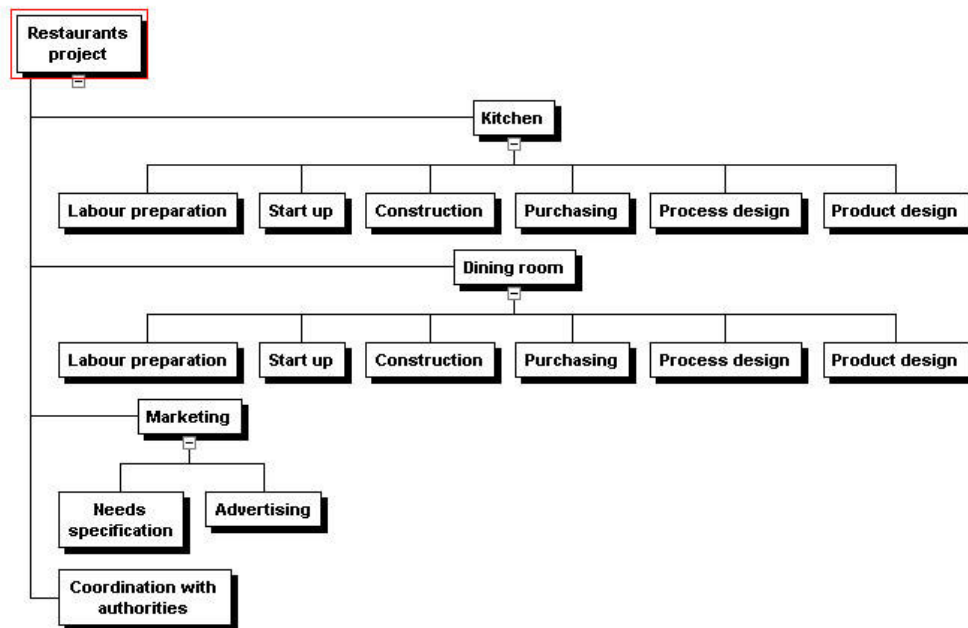 Restaurants
project
Kitchen
Labour preparation
Start up
Construction
Purchasing
Process design
Product design
Dining room
Labour preparation
Start up
Construction
Purchasing
Process design
Product design
Marketing
Needs
specification
Advertising
Coordination with
authorities